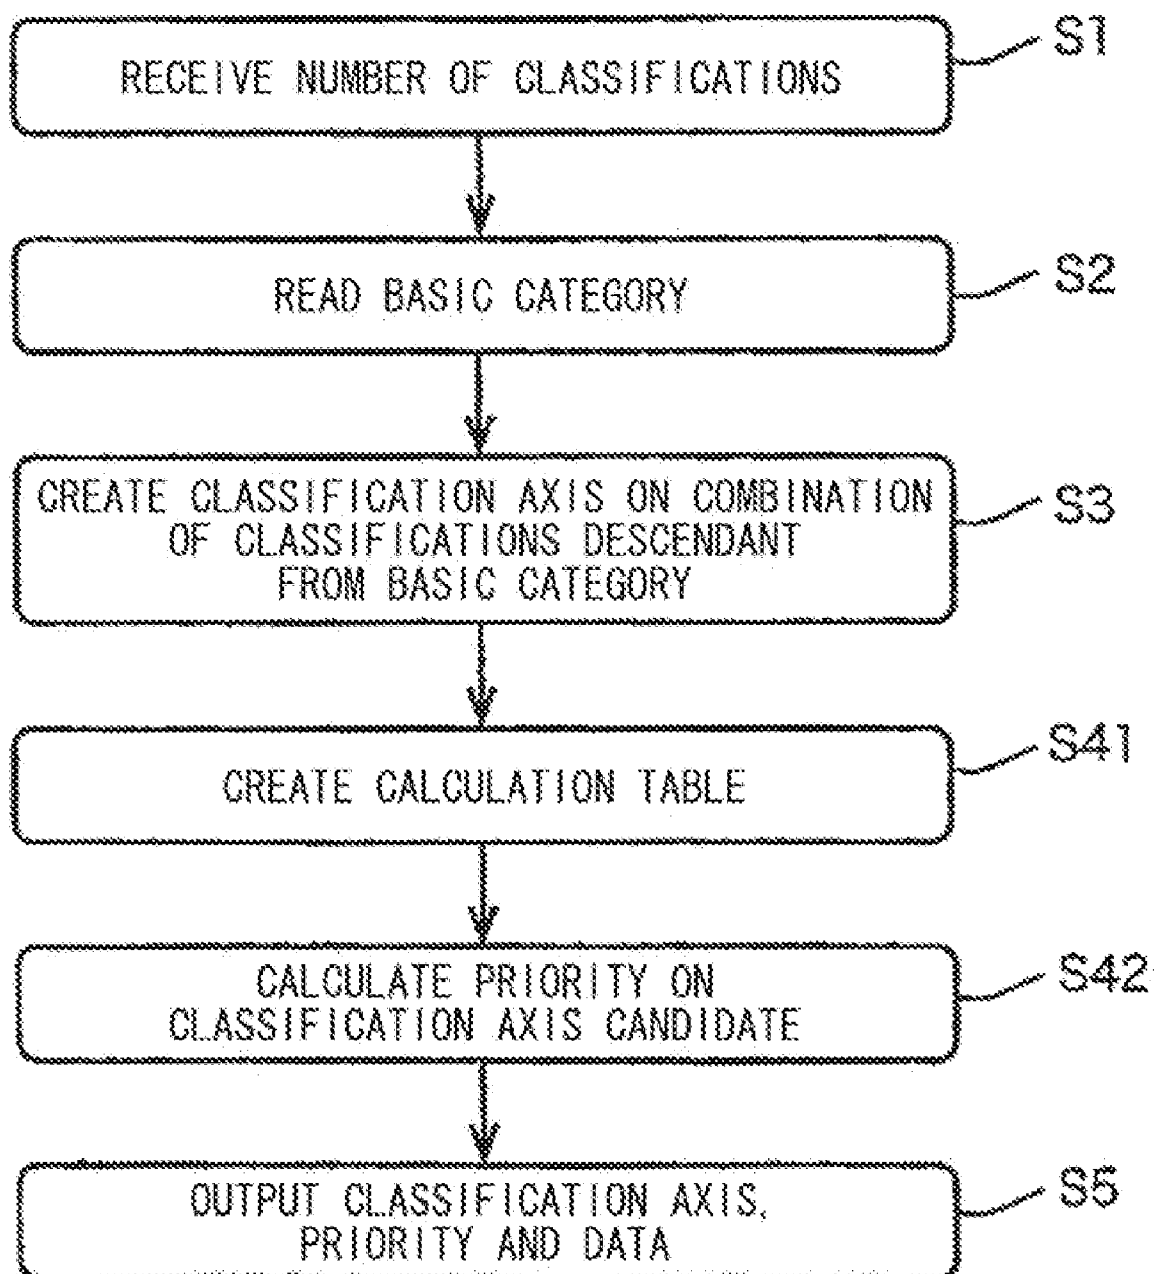 RECEIVE NUMBER OF CLASSIFICATIONS
S1
READ BASIC CATEGORY
S2
CREATE CLASSIFICATION AXIS ON COMBINATION
OF CLASSIFICATIONS DESCENDANT
FROM BASIC CATEGORY
S3
CREATE CALCULATION TABLE
S41
CALCULATE PRIORITY ON
CLASSIFICATION AXIS CANDIDATE
S42
OUTPUT CLASSIFICATION AXIS,
PRIORITY AND DATA
S5